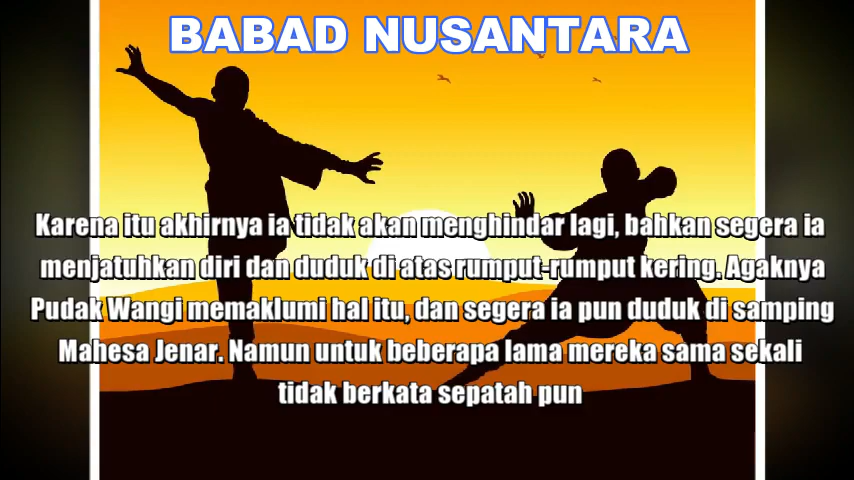 BABAD NUSANTARA
Karena itu akhirnya ia tidak akan menghindar lagi, bahkan segera ia
menjatuhkan diri dan duduk di atas rumput-rumput kering. Agaknya
Pudak Wangi memaklumi hal itu, dan segera ia pun duduk di samping
Mahesa Jenar. Namun untuk beberapa lama mereka sama sekali
tidak berkata sepatah pun